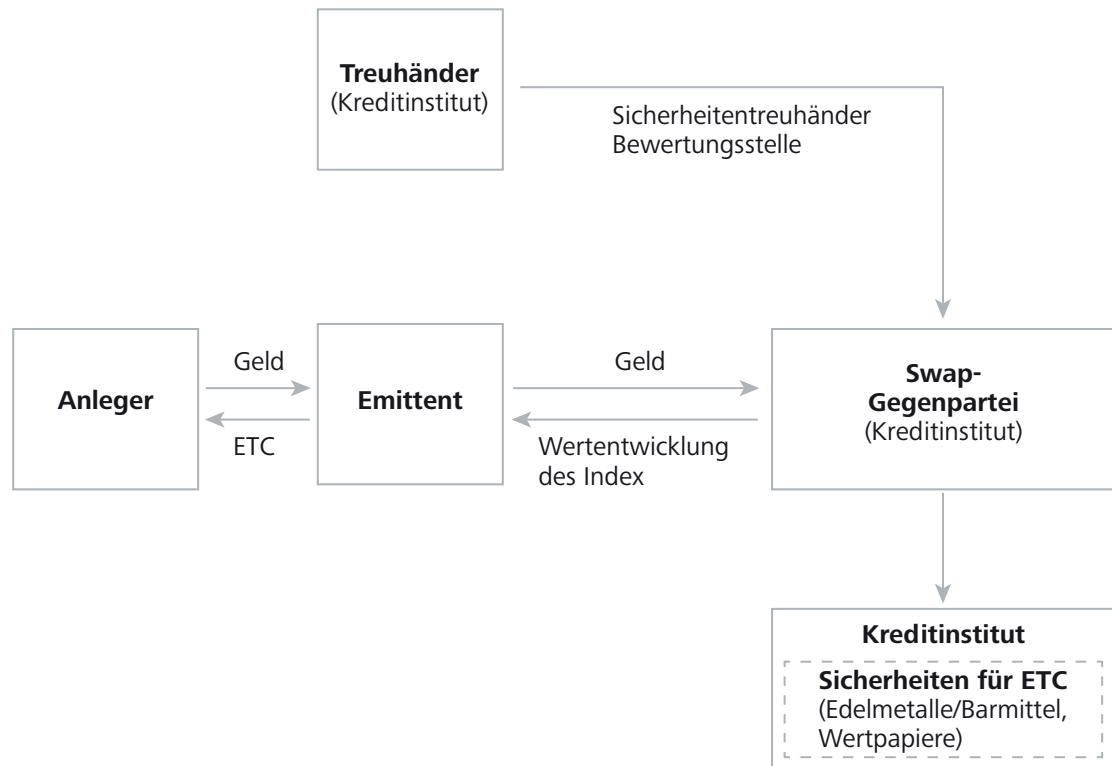 Treuhänder
(Kreditinstitut)
Sicherheitentreuhänder
Bewertungsstelle
Anleger
Geld
ETC
Emittent
Geld
Wertentwicklung
des Index
Swap-
Gegenpartei
(Kreditinstitut)
Kreditinstitut
Sicherheiten für ETC
(Edelmetalle/Barmittel,
Wertpapiere)